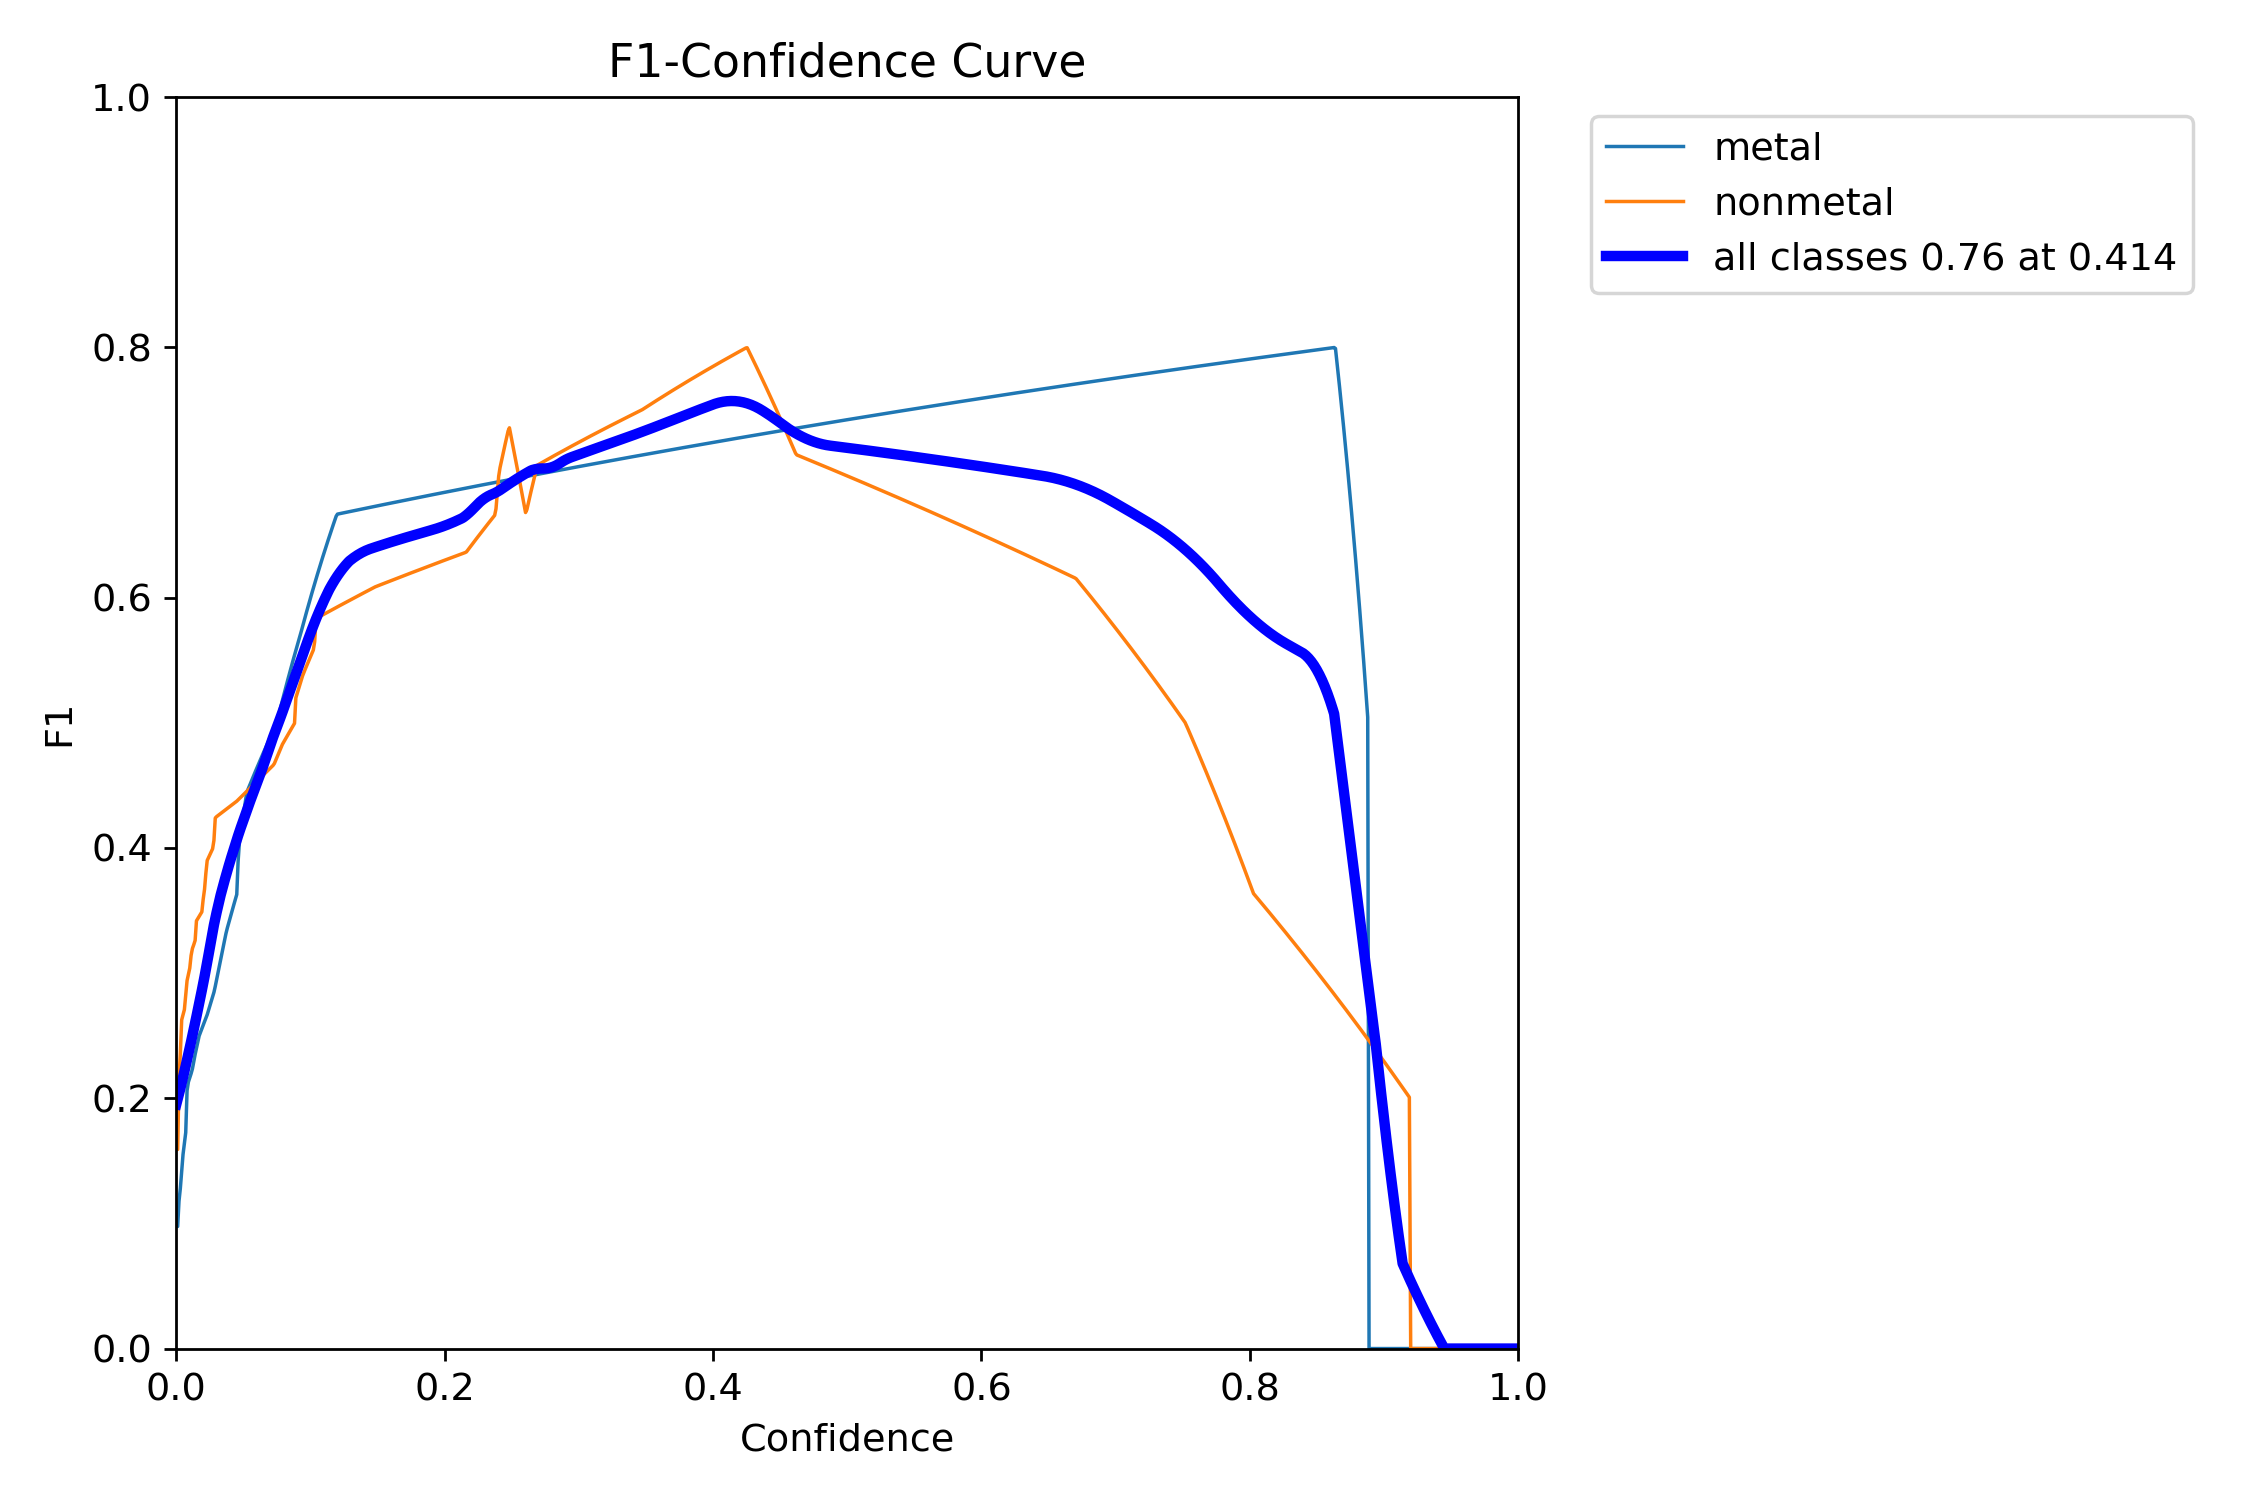 F1-Confidence Curve
metal
nonmetal
all classes 0.76 at 0.414
1.0
0.8
0.6
0.4
0.2
0.0
F1
0.0 0.2 0.4 0.6 0.8 1.0
Confidence